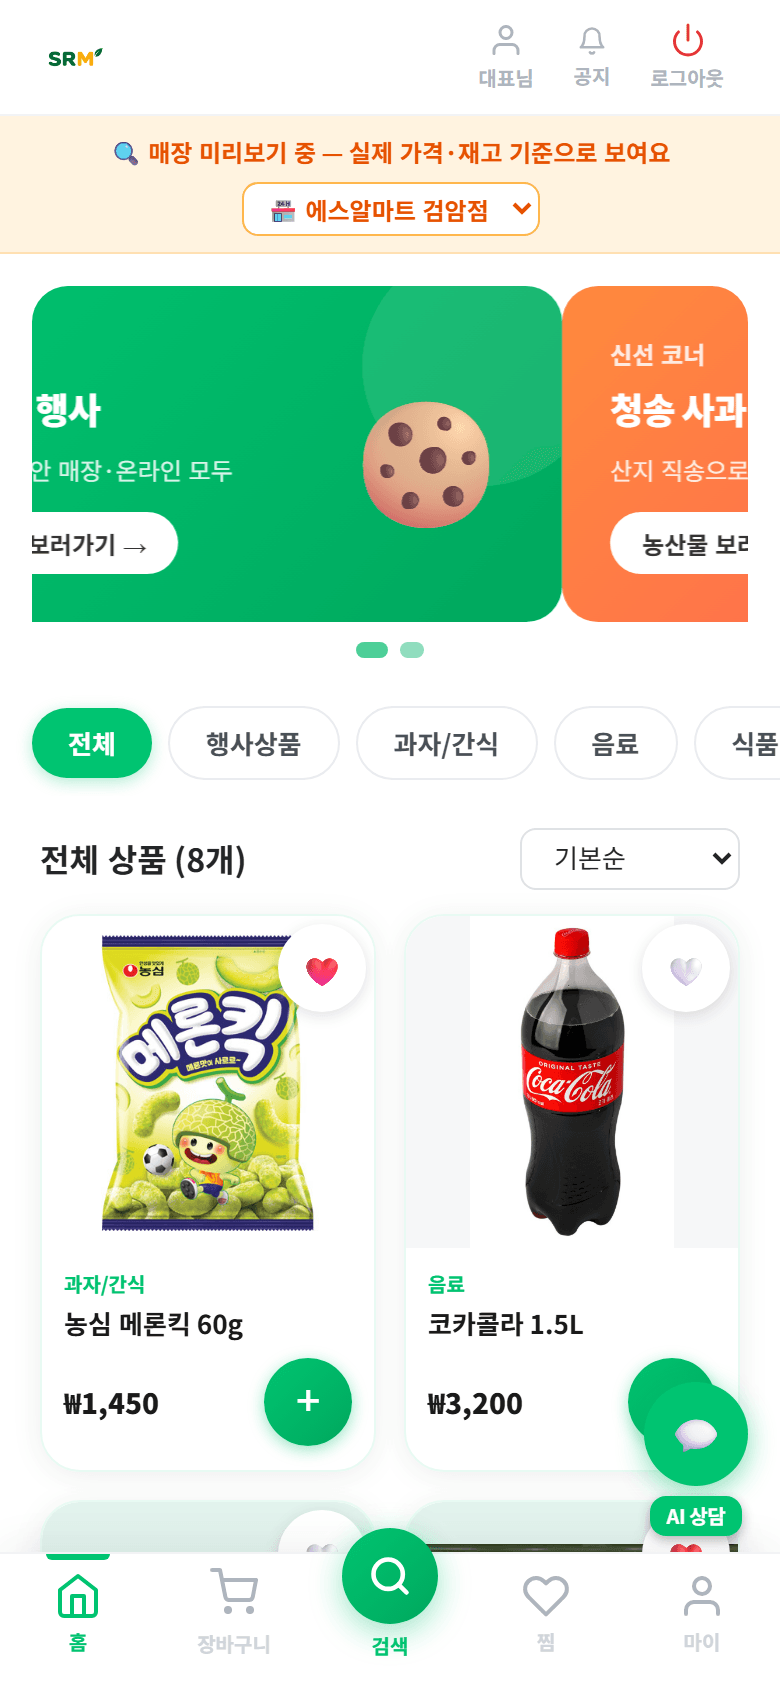 SRM
대표님
공지
로그아웃
매장 미리보기 중 — 실제 가격·재고 기준으로 보여요
에스알마트 검암점
행사
안 매장·온라인 모두
보러가기 →
신선 코너
청송 사과
산지 직송으로
농산물 보러
전체
행사상품
과자/간식
음료
식품
전체 상품 (8개)
기본순
농심
메론킥
ORIGINAL TASTE
Coca-Cola
과자/간식
농심 메론킥 60g
₩1,450
+
음료
코카콜라 1.5L
₩3,200
AI 상담
홈
장바구니
검색
찜
마이